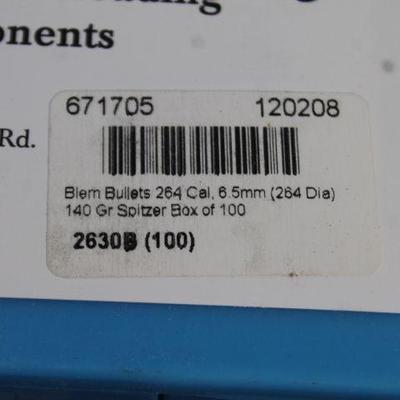 onents
Rd.
671705 120208
Blem Bullets 264 Cal, 6.5mm (264 Dia)
140 Gr Spitzer Box of 100
2630B (100)